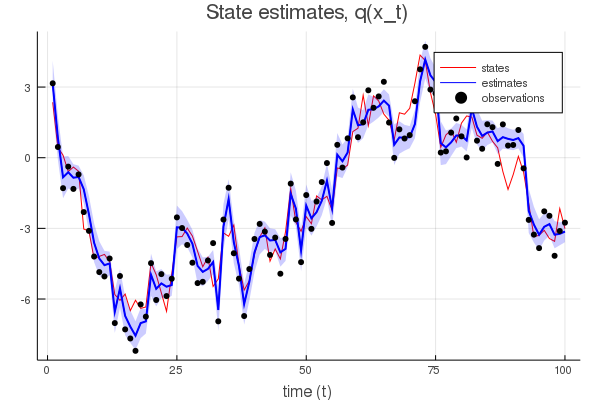 State estimates, q(x_t)
states
estimates
observations
3
0
-3
-6
0
25
50
75
100
time (t)